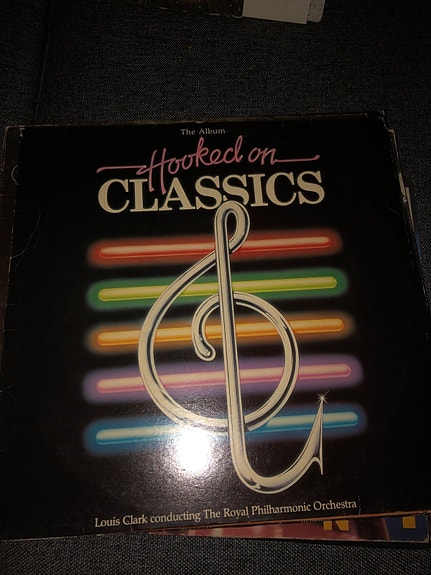 The Album
Hooked on
CLASSICS
Louis Clark conducting The Royal Philharmonic Orchestra